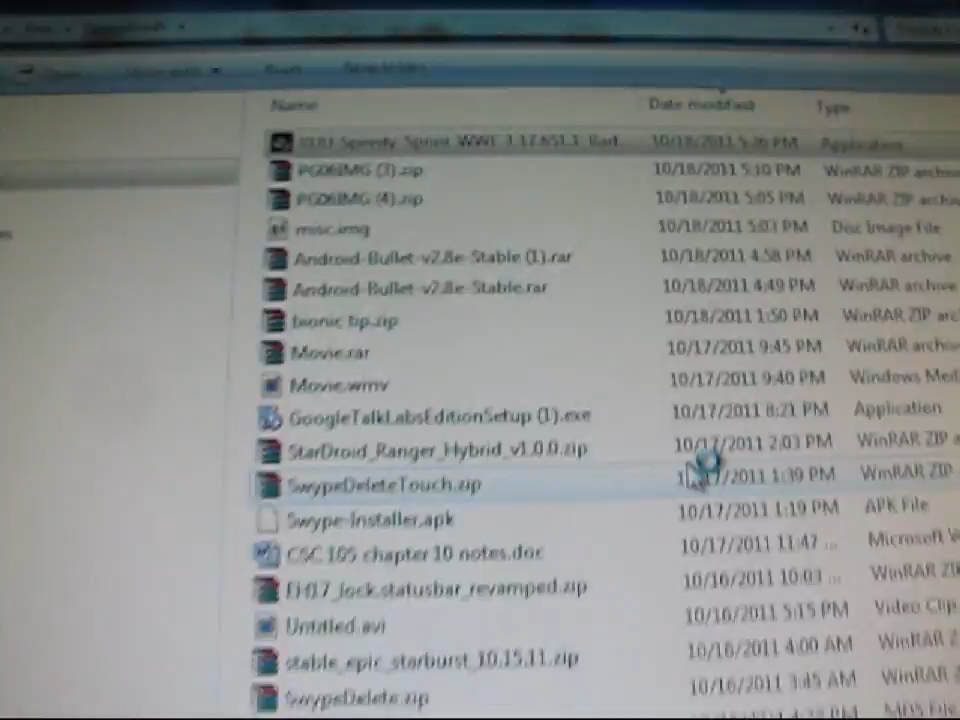 Name Date modified Type
RUU_Speedy_Sprint_WWE_3.12.651.1_Rad... 10/18/2011 5:26 PM Application
PG06IMG (3).zip 10/18/2011 5:10 PM WinRAR ZIP archive
PG06IMG (4).zip 10/18/2011 5:05 PM WinRAR ZIP archiv
misc.img 10/18/2011 5:03 PM Disc Image File
Android-Bullet-v2.8e-Stable (1).rar 10/18/2011 4:58 PM WinRAR archive
Android-Bullet-v2.8e-Stable.rar 10/18/2011 4:49 PM WinRAR archive
bionic bp.zip 10/18/2011 1:50 PM WinRAR ZIP arc
Movie.rar 10/17/2011 9:45 PM WinRAR archiv
Movie.wmv 10/17/2011 9:40 PM Windows Med
GoogleTalkLabsEditionSetup (1).exe 10/17/2011 8:21 PM Application
StarDroid_Ranger_Hybrid_v1.0.0.zip 10/17/2011 2:03 PM WinRAR ZIP a
SwypeDeleteTouch.zip 10/17/2011 1:39 PM WinRAR ZIP
Swype-Installer.apk 10/17/2011 1:19 PM APK File
CSC 105 chapter 10 notes.doc 10/17/2011 11:47 ... Microsoft W
EH17_lock.statusbar_revamped.zip 10/16/2011 10:03 ... WinRAR ZI
Untitled.avi 10/16/2011 5:15 PM Video Clip
stable_epic_starburst_10.15.11.zip 10/16/2011 4:00 AM WinRAR Z
SwypeDelete.zip 10/16/2011 3:45 AM WinRAR